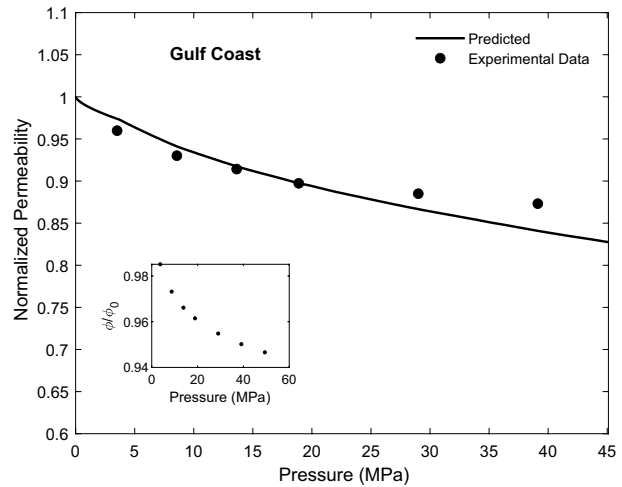 Gulf Coast
Predicted
Experimental Data
Normalized Permeability
1.1
1
0.95
0.9
0.85
0.8
0.75
0.7
0.65
0.6
0 5 10 15 20 25 30 35 40 45
Pressure (MPa)
ϕ/ϕ₀
0.98
0.96
0.94
0 20 40 60
Pressure (MPa)